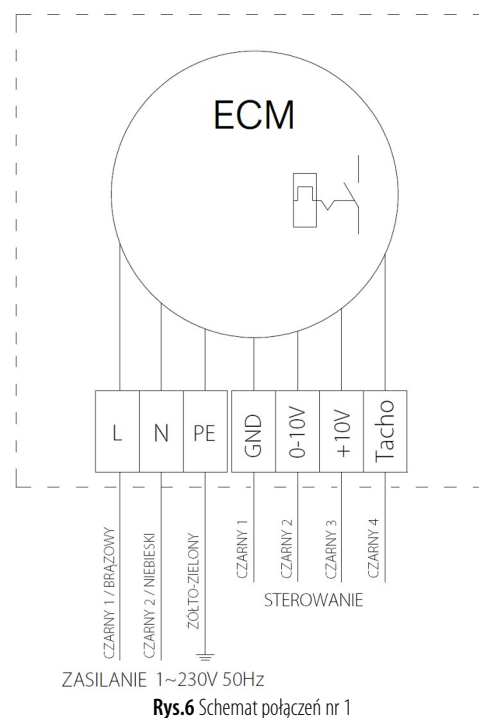 ECM
L
N
PE
GND
0-10V
+10V
Tacho
CZARNY 1 / BRĄZOWY
CZARNY 2 / NIEBIESKI
ŻÓŁTO-ZIELONY
CZARNY 1
CZARNY 2
CZARNY 3
CZARNY 4
STEROWANIE
ZASILANIE 1~230V 50Hz
Rys.6 Schemat połączeń nr 1